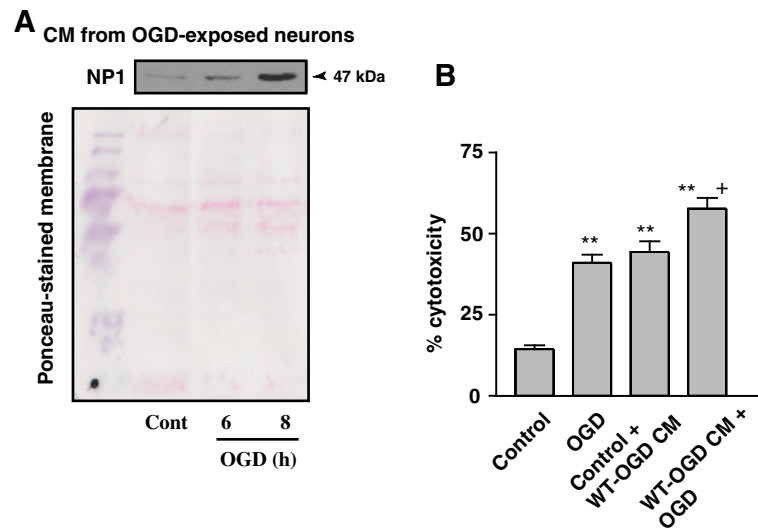 A
CM from OGD-exposed neurons
NP1
47 kDa
Ponceau-stained membrane
Cont
6
8
OGD (h)
B
% cytotoxicity
75
50
25
0
**
**
**
+
Control
OGD
Control +
WT-OGD CM
WT-OGD CM +
OGD